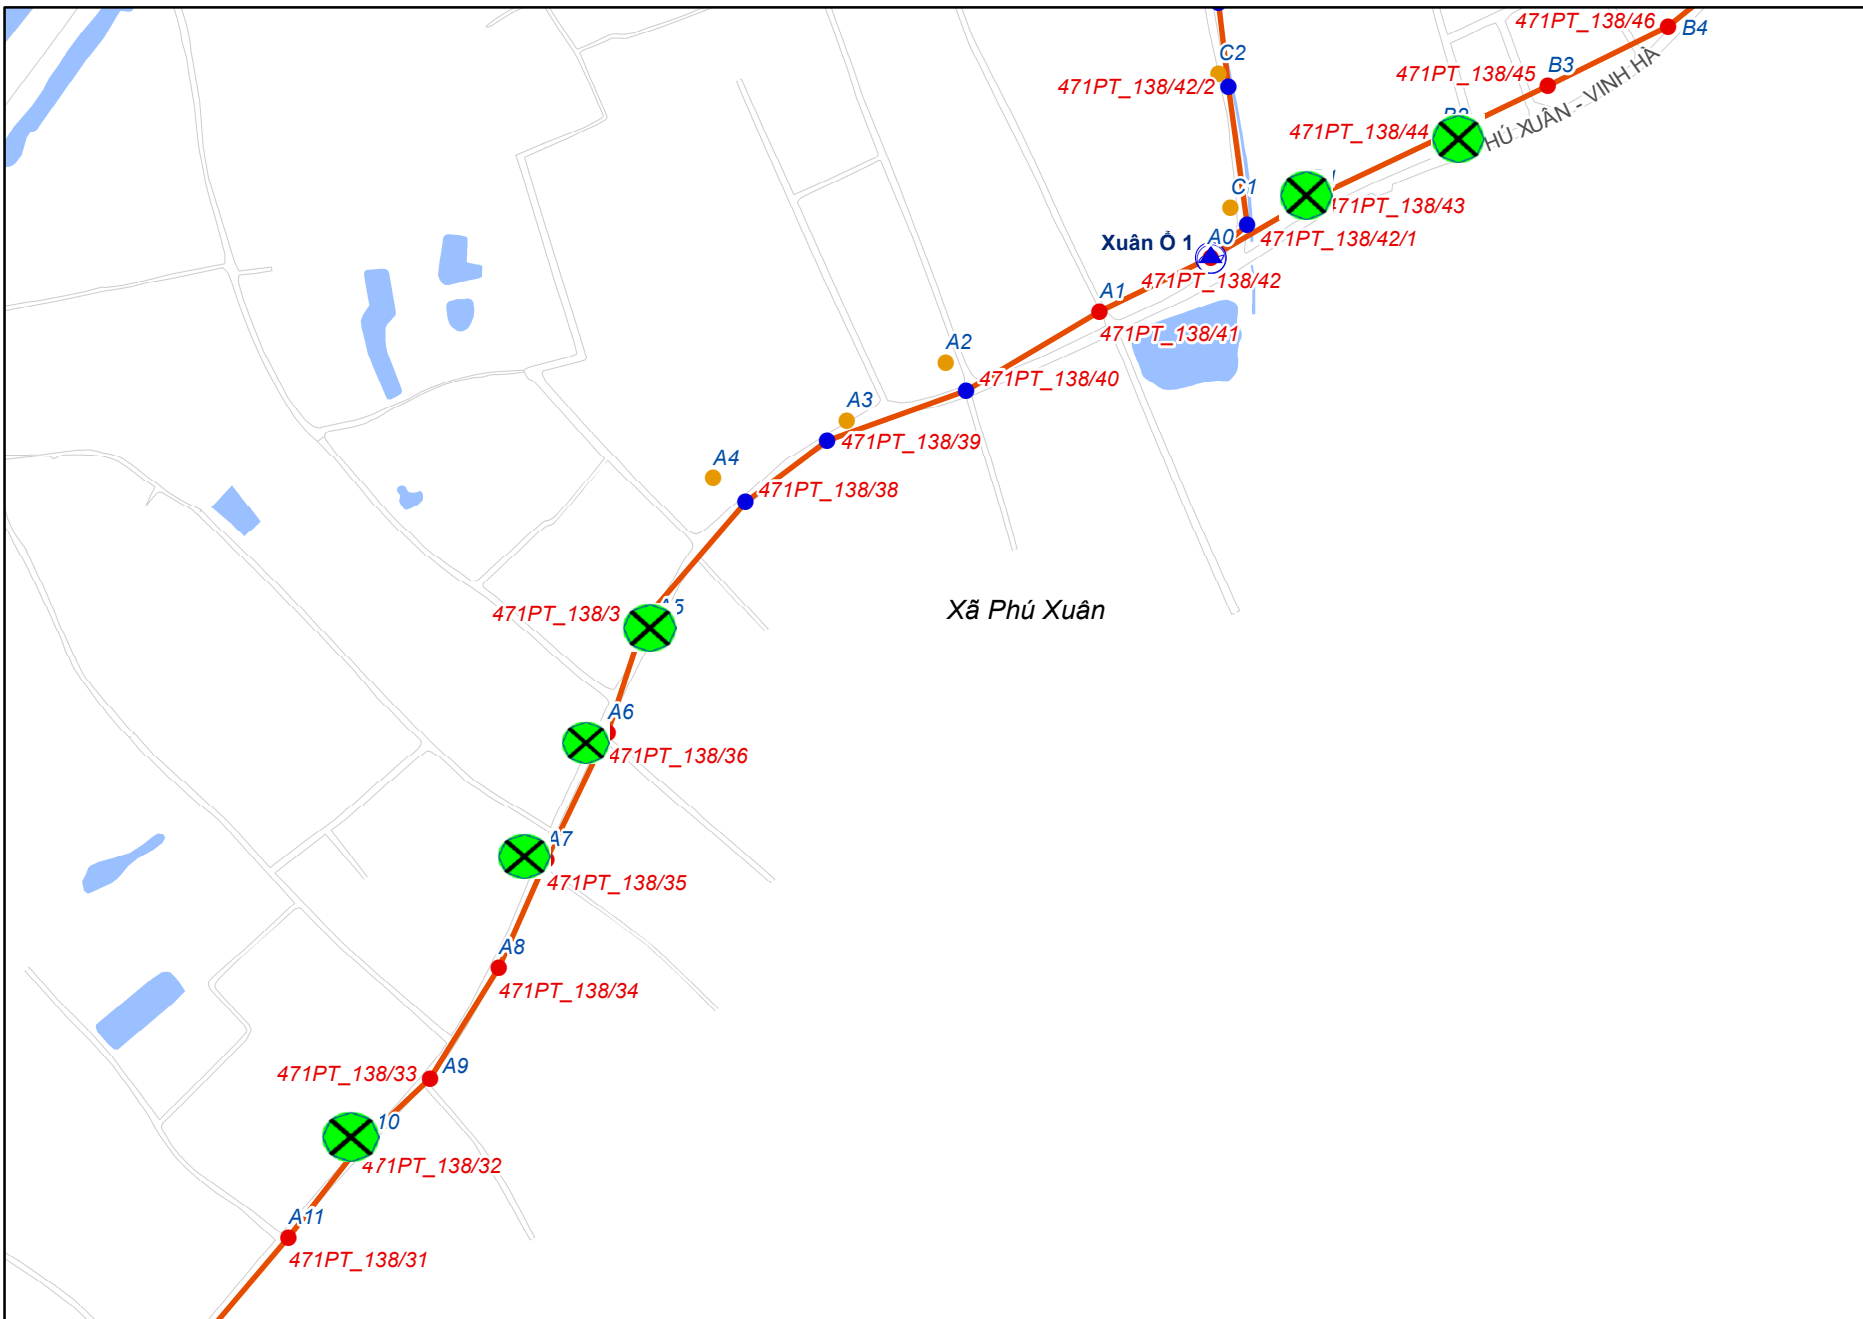 471PT_138/46
B4
C2
B3
471PT_138/45
471PT_138/42/2
HÚ XUÂN - VINH HÀ
471PT_138/44
C1
471PT_138/43
A0
471PT_138/42/1
Xuân Ổ 1
471PT_138/42
A1
471PT_138/41
A2
471PT_138/40
A3
471PT_138/39
A4
471PT_138/38
Xã Phú Xuân
471PT_138/3
A5
A6
471PT_138/36
A7
471PT_138/35
A8
471PT_138/34
A9
471PT_138/33
10
471PT_138/32
A11
471PT_138/31